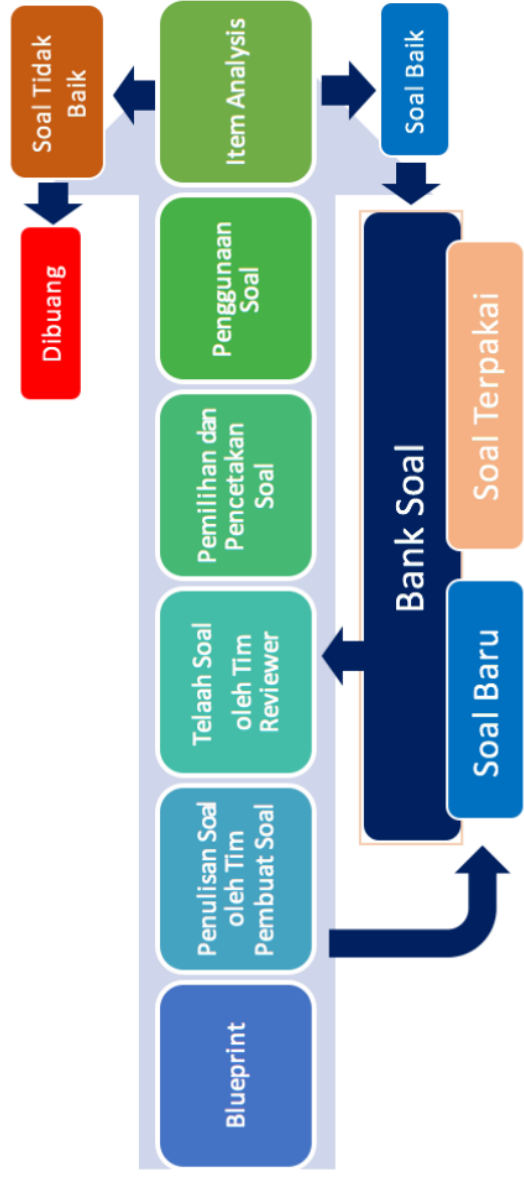 Blueprint
Penulisan Soal
oleh Tim
Pembuat Soal
Telaah Soal
oleh Tim
Reviewer
Pemilihan dan
Pencetakan
Soal
Penggunaan
Soal
Item Analysis
Soal Tidak
Baik
Dibuang
Soal Baik
Bank Soal
Soal Baru
Soal Terpakai